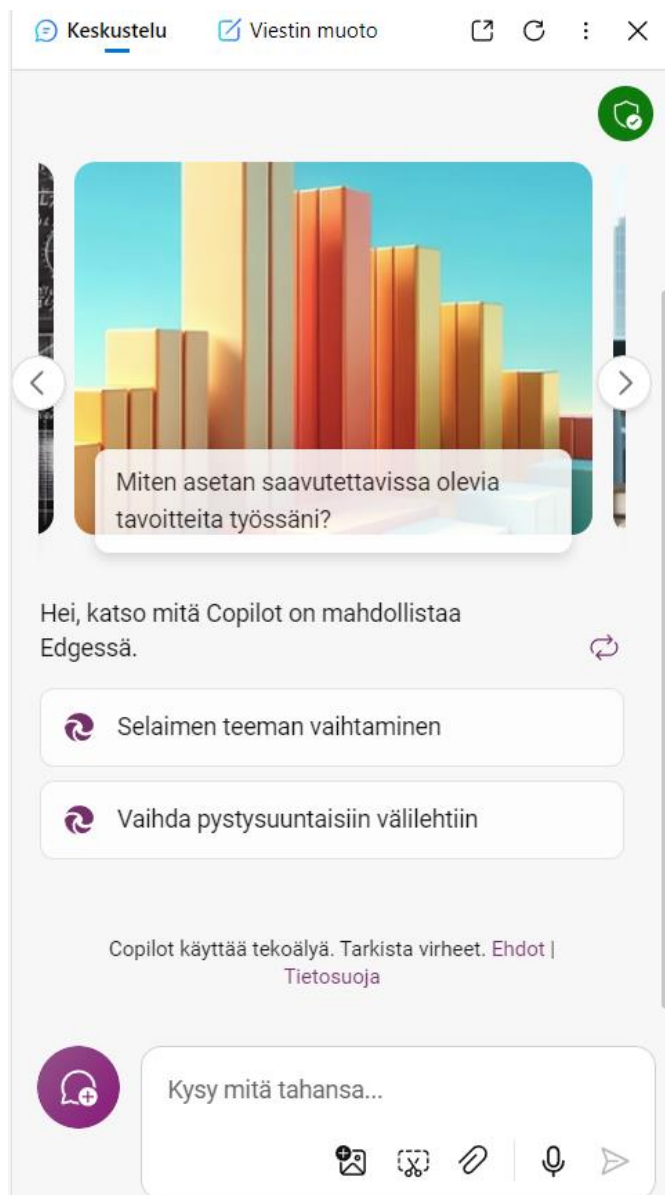 Keskustelu
Viestin muoto
Miten asetan saavutettavissa olevia
tavoitteita työssäni?
Hei, katso mitä Copilot on mahdollistaa
Edgessä.
Selaimen teeman vaihtaminen
Vaihda pystysuuntaisiin välilehtiin
Copilot käyttää tekoälyä. Tarkista virheet. Ehdot |
Tietosuoja
Kysy mitä tahansa...